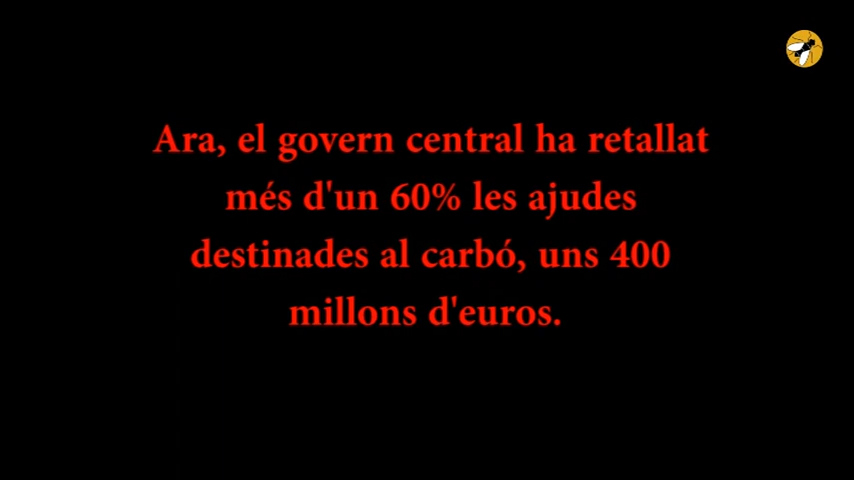 Ara, el govern central ha retallat
més d'un 60% les ajudes
destinades al carbó, uns 400
millons d'euros.